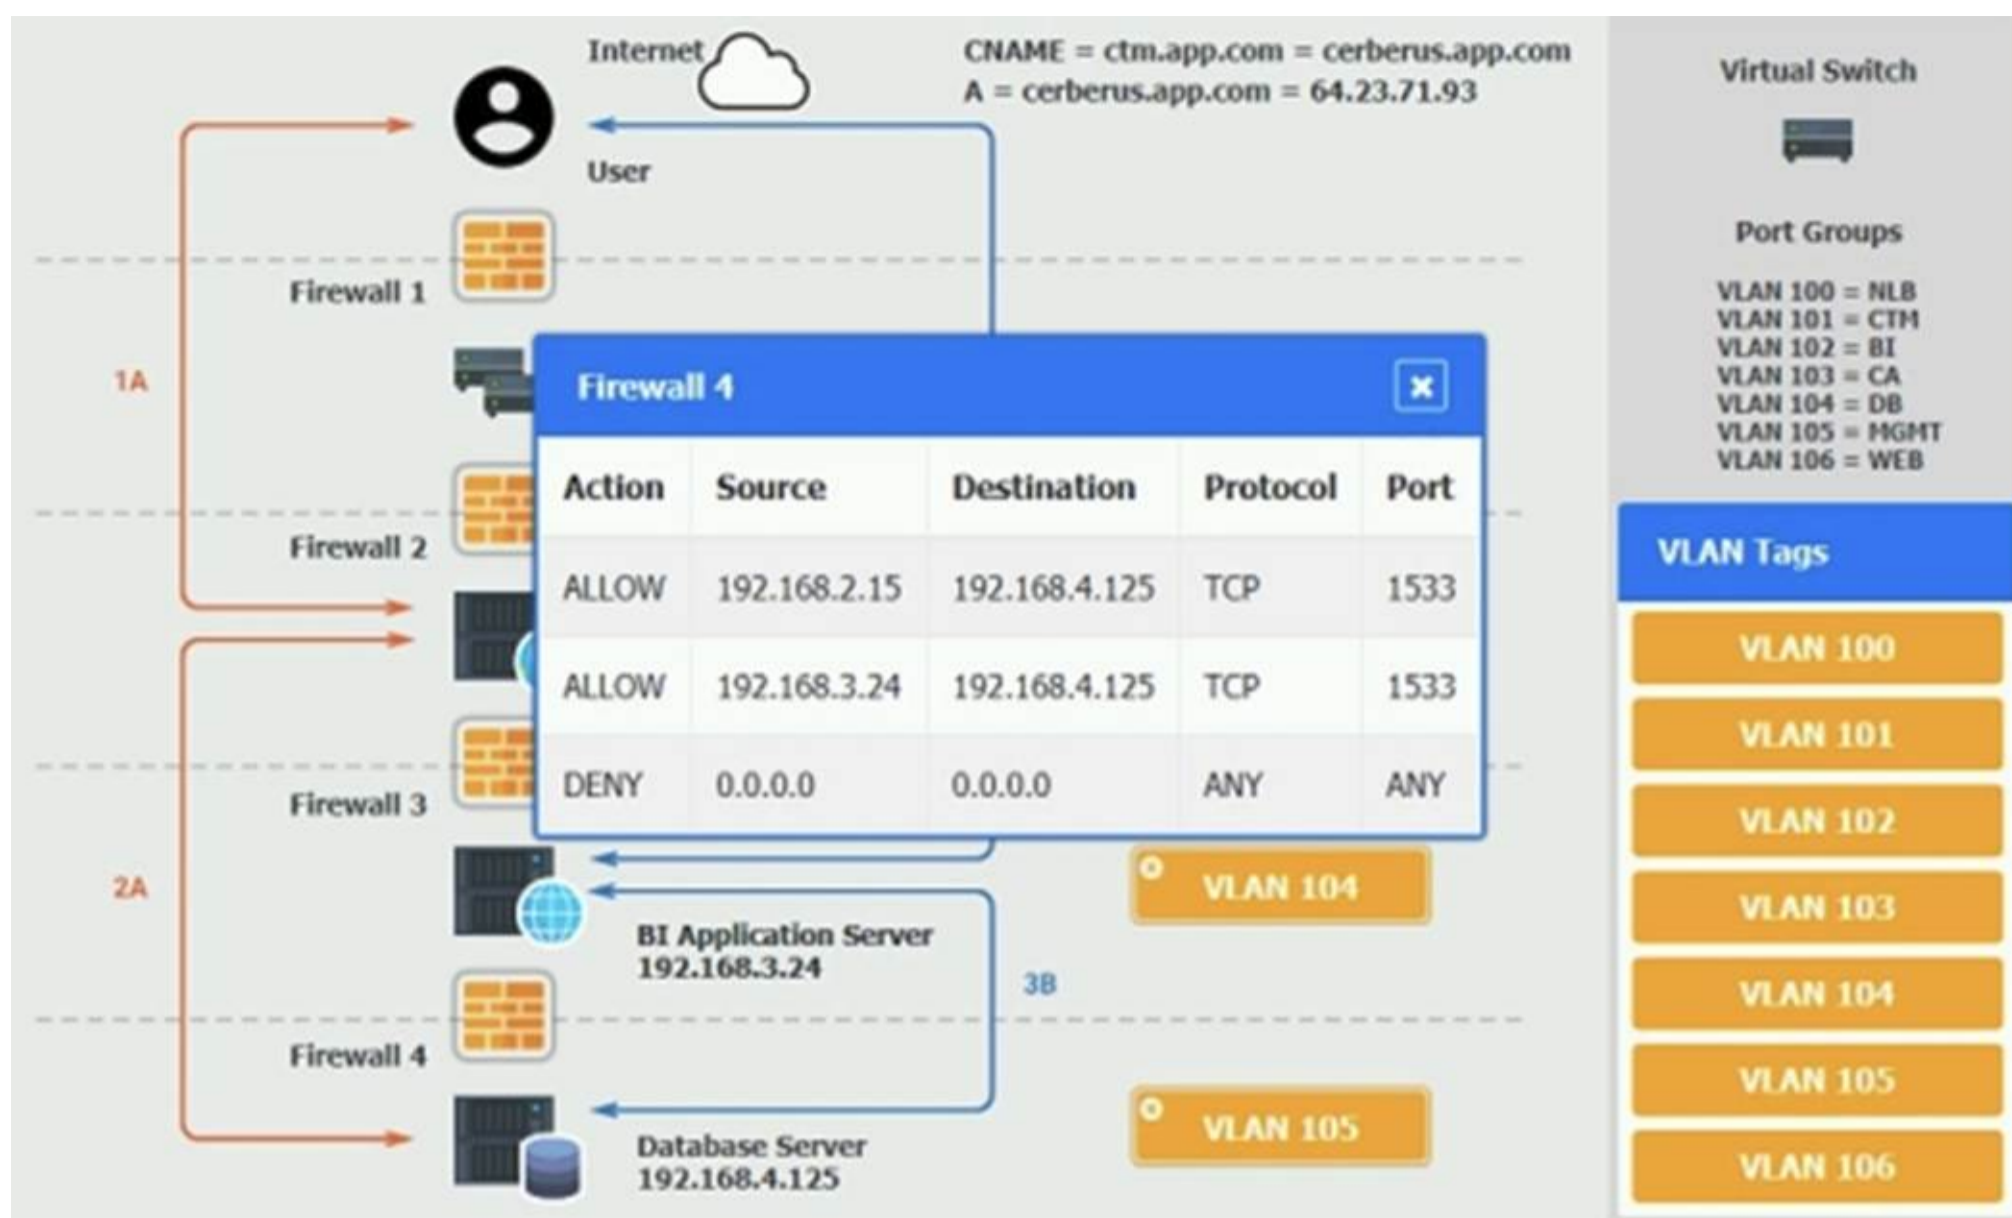 Internet
CNAME = ctm.app.com = cerberus.app.com
A = cerberus.app.com = 64.23.71.93
User
Firewall 1
1A
Firewall 2
Firewall 3
2A
Firewall 4
Action Source Destination Protocol Port
ALLOW 192.168.2.15 192.168.4.125 TCP 1533
ALLOW 192.168.3.24 192.168.4.125 TCP 1533
DENY 0.0.0.0 0.0.0.0 ANY ANY
VLAN 104
BI Application Server
192.168.3.24
3B
Firewall 4
VLAN 105
Database Server
192.168.4.125
Virtual Switch
Port Groups
VLAN 100 = NLB
VLAN 101 = CTM
VLAN 102 = BI
VLAN 103 = CA
VLAN 104 = DB
VLAN 105 = MGMT
VLAN 106 = WEB
VLAN Tags
VLAN 100
VLAN 101
VLAN 102
VLAN 103
VLAN 104
VLAN 105
VLAN 106